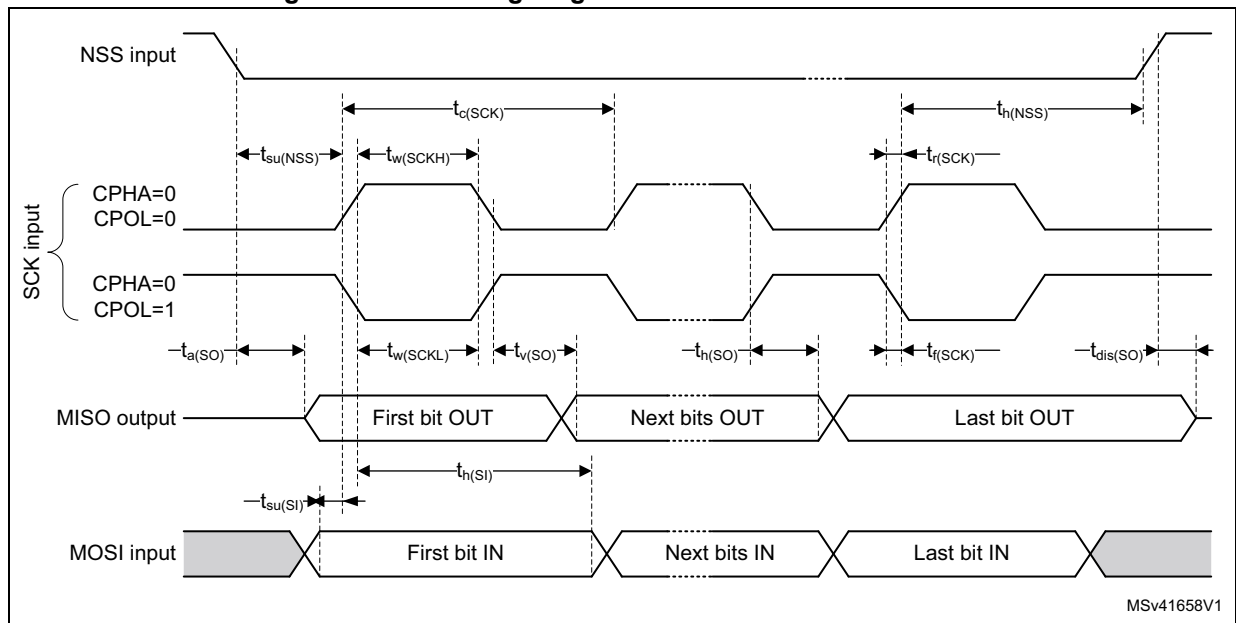 NSS input
tc(SCK)
th(NSS)
tsu(NSS)
tw(SCKH)
tr(SCK)
SCK input
CPHA=0
CPOL=0
CPHA=0
CPOL=1
ta(SO)
tw(SCKL)
tv(SO)
th(SO)
tf(SCK)
tdis(SO)
MISO output
First bit OUT
Next bits OUT
Last bit OUT
th(SI)
tsu(SI)
MOSI input
First bit IN
Next bits IN
Last bit IN
MSv41658V1